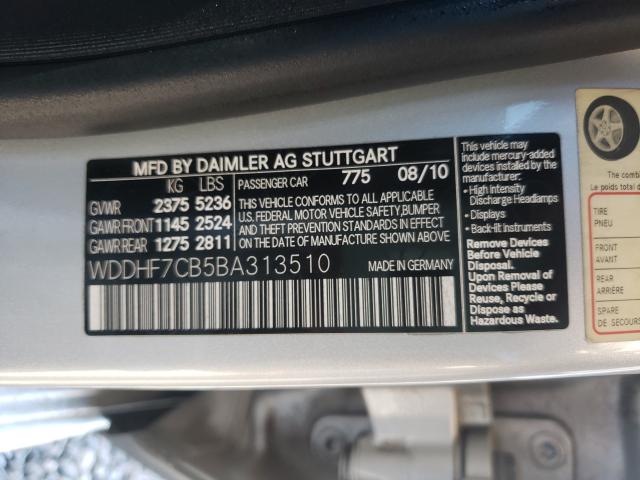 MFD BY DAIMLER AG STUTTGART
KG LBS
GVWR 2375 5236
GAWR FRONT 1145 2524
GAWR REAR 1275 2811
PASSENGER CAR 775 08/10
THIS VEHICLE CONFORMS TO ALL APPLICABLE
U.S. FEDERAL MOTOR VEHICLE SAFETY, BUMPER
AND THEFT PREVENTION STANDARDS IN EFFECT
ON THE DATE OF MANUFACTURE SHOWN ABOVE.
WDDHF7CB5BA313510
MADE IN GERMANY
This vehicle may
include mercury-added
devices installed by the
manufacturer:
• High Intensity
Discharge Headlamps
• Displays
• Back-lit Instruments
Remove Devices
Before Vehicle
Disposal.
Upon Removal of
Devices Please
Reuse, Recycle or
Dispose as
Hazardous Waste.
The combine
Le poids total d
TIRE
PNEU
FRONT
AVANT
REAR
ARRIÈRE
SPARE
DE SECOURS